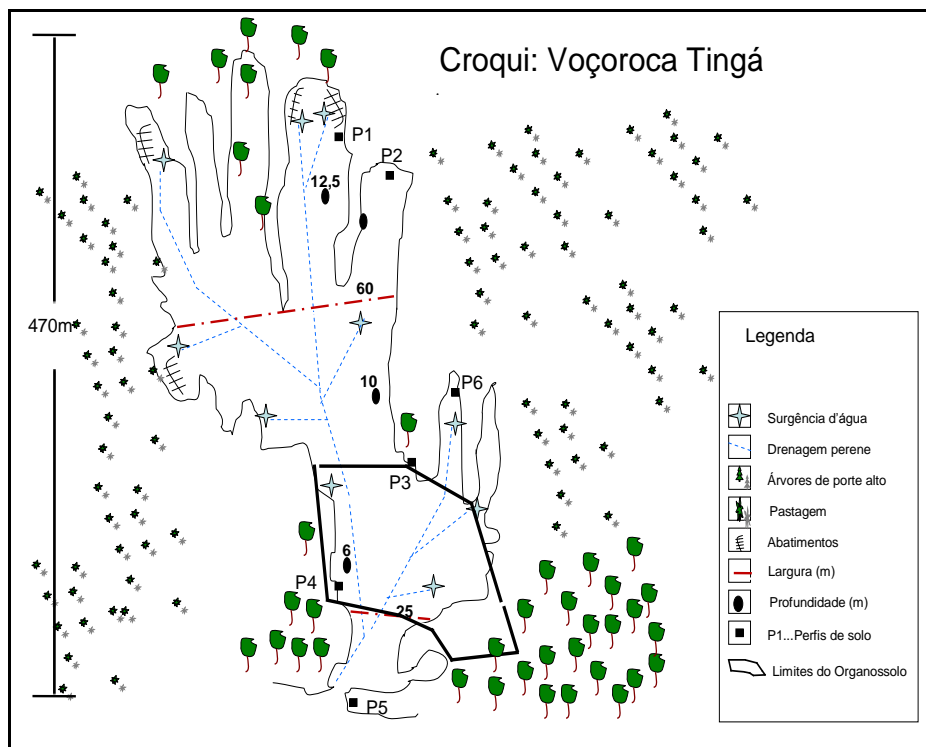 Croqui: Voçoroca Tingá
P1
P2
12,5
60
470m
10
P6
P3
6
P4
25
P5
Legenda
Surgência d'água
Drenagem perene
Árvores de porte alto
Pastagem
Abatimentos
Largura (m)
Profundidade (m)
P1...Perfis de solo
Limites do Organossolo